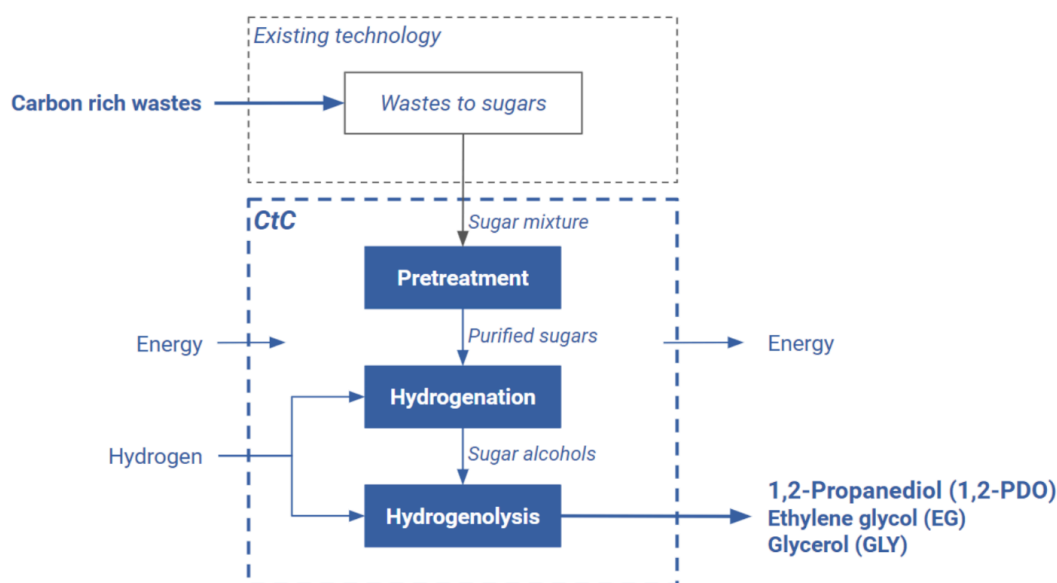 Existing technology
Carbon rich wastes
Wastes to sugars
CtC
Sugar mixture
Pretreatment
Purified sugars
Energy
Energy
Hydrogenation
Hydrogen
Sugar alcohols
Hydrogenolysis
1,2-Propanediol (1,2-PDO)
Ethylene glycol (EG)
Glycerol (GLY)